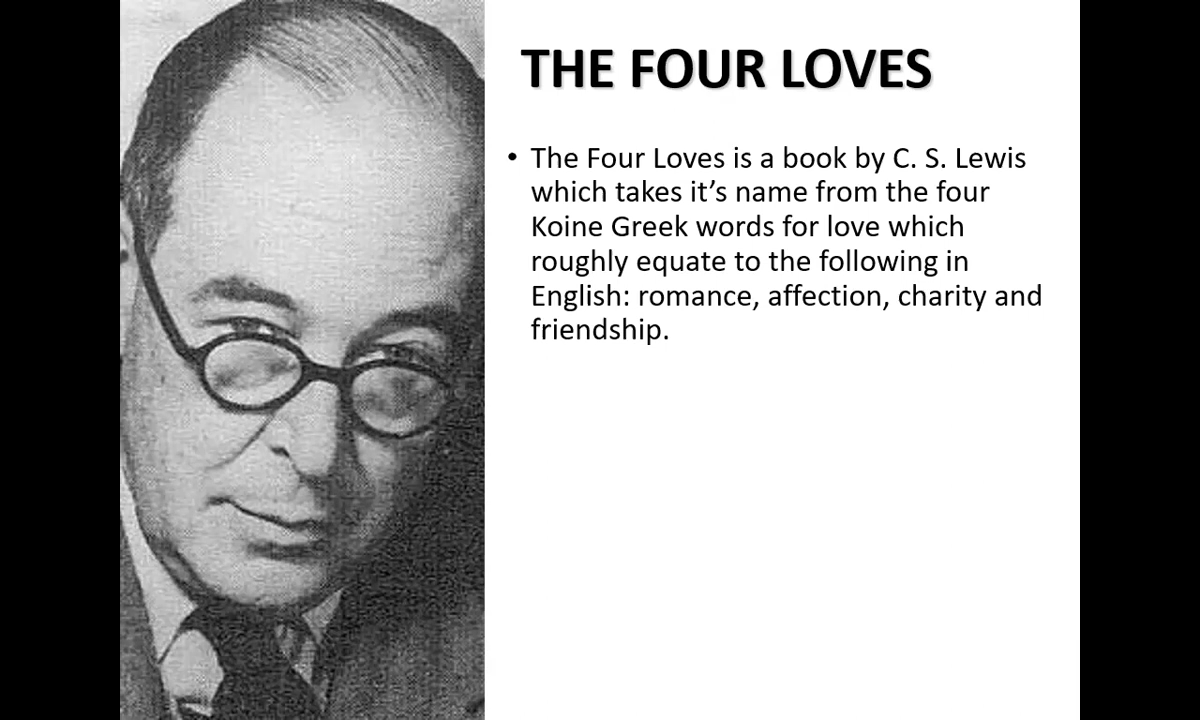 THE FOUR LOVES
• The Four Loves is a book by C. S. Lewis
which takes it’s name from the four
Koine Greek words for love which
roughly equate to the following in
English: romance, affection, charity and
friendship.